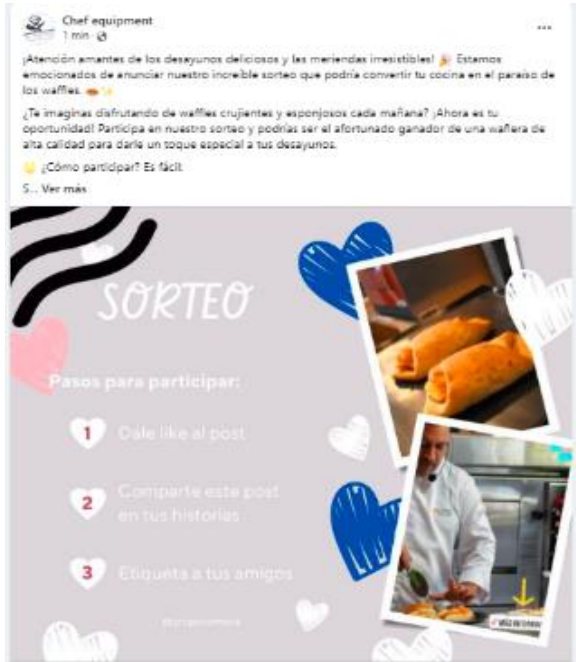 Chef equipment
1 min
¡Atención amantes de los desayunos deliciosos y las meriendas irresistibles! 🎉 Estamos
emocionados de anunciar nuestro increíble sorteo que podría convertir tu cocina en el paraíso de
los waffles. 🥧✨
¿Te imaginas disfrutando de waffles crujientes y esponjosos cada mañana? ¡Ahora es tu
oportunidad! Participa en nuestro sorteo y podrías ser el afortunado ganador de una waflera de
alta calidad para darle un toque especial a tus desayunos.
🌟 ¿Cómo participar? Es fácil:
S... Ver más
SORTEO
Pasos para participar:
1 Dale like al post
2 Comparte este post
en tus historias
3 Etiqueta a tus amigos